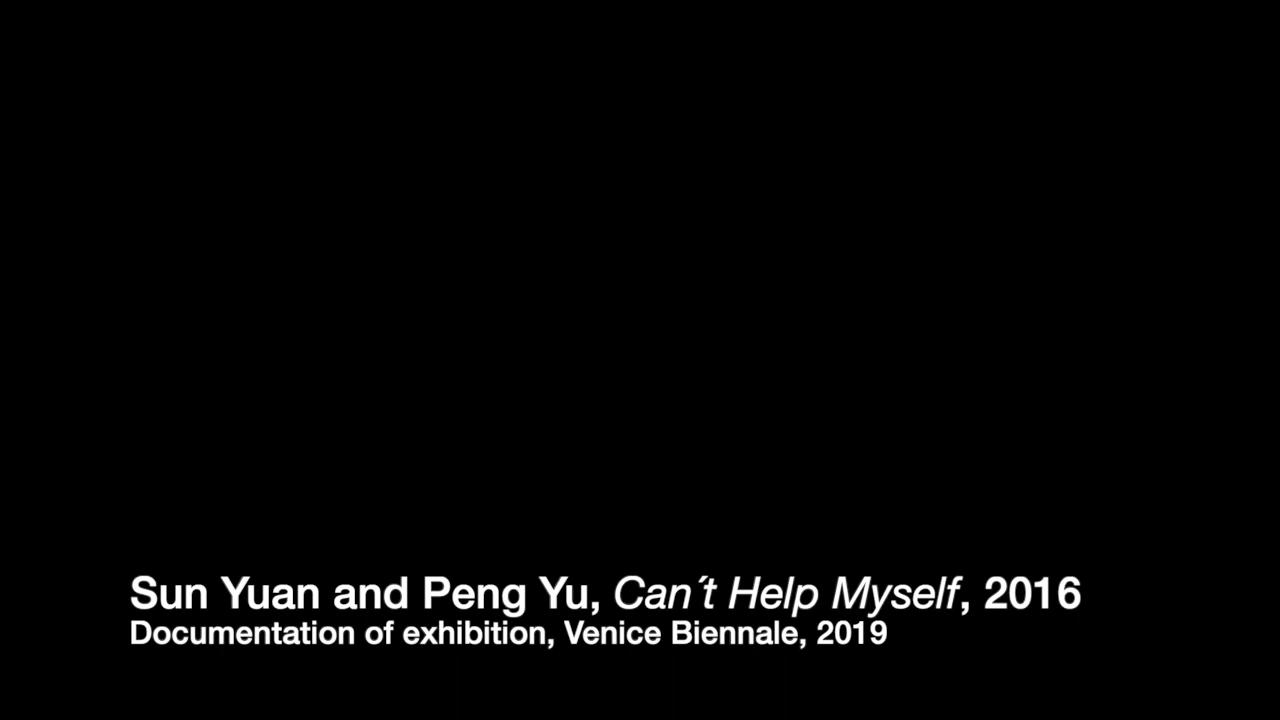 Sun Yuan and Peng Yu, Can´t Help Myself, 2016
Documentation of exhibition, Venice Biennale, 2019